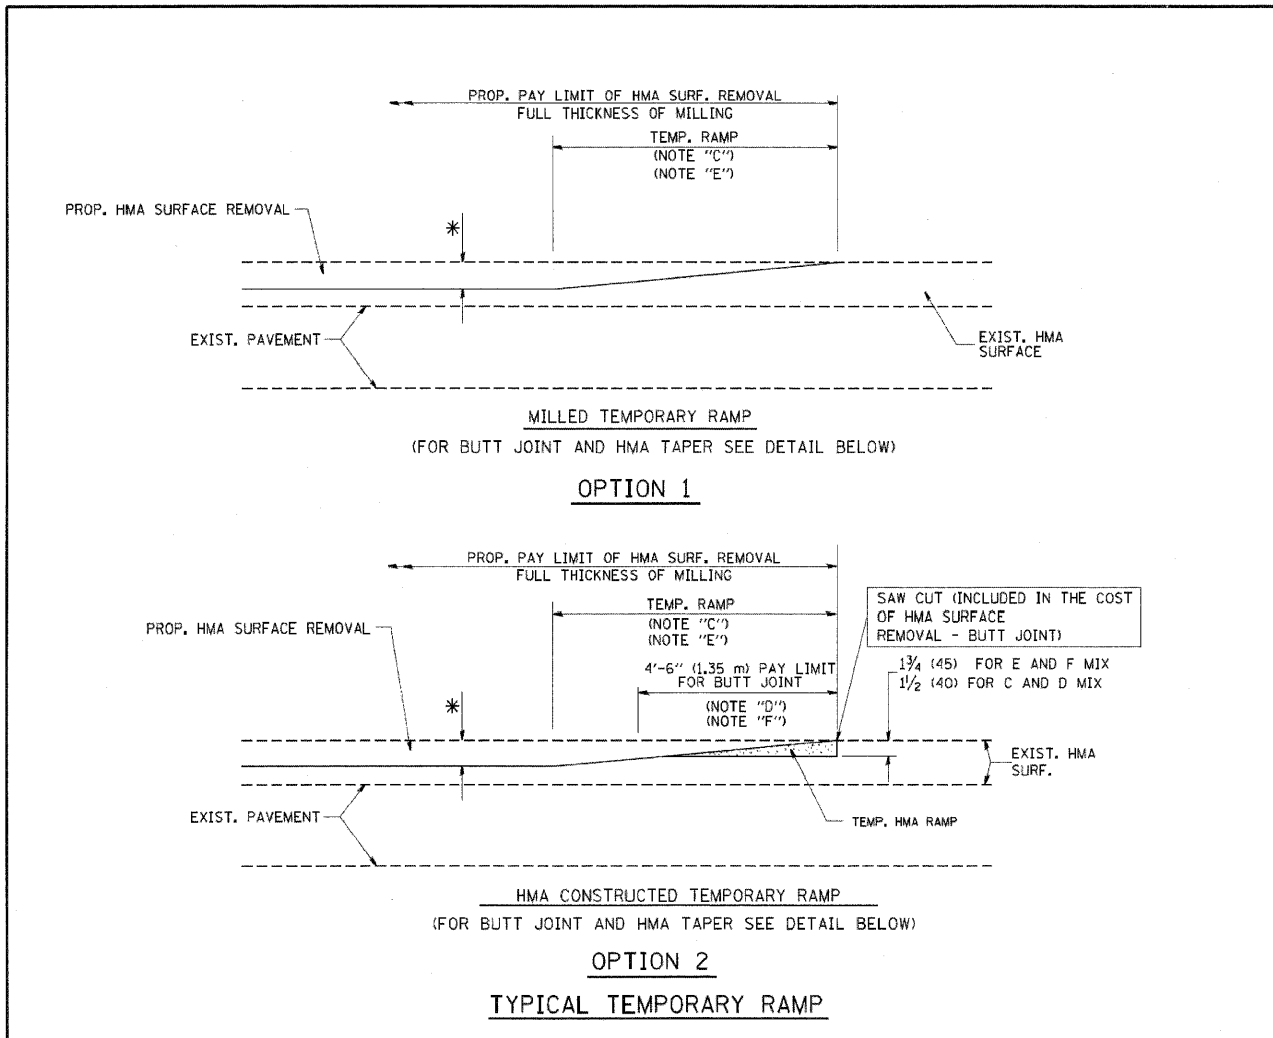 PROP. PAY LIMIT OF HMA SURF. REMOVAL
FULL THICKNESS OF MILLING
TEMP. RAMP
(NOTE "C")
(NOTE "E")
PROP. HMA SURFACE REMOVAL
*
EXIST. PAVEMENT
EXIST. HMA
SURFACE
MILLED TEMPORARY RAMP
(FOR BUTT JOINT AND HMA TAPER SEE DETAIL BELOW)
OPTION 1
PROP. PAY LIMIT OF HMA SURF. REMOVAL
FULL THICKNESS OF MILLING
TEMP. RAMP
(NOTE "C")
(NOTE "E")
SAW CUT (INCLUDED IN THE COST
OF HMA SURFACE
REMOVAL - BUTT JOINT)
PROP. HMA SURFACE REMOVAL
4'-6" (1.35 m) PAY LIMIT
FOR BUTT JOINT
(NOTE "D")
(NOTE "F")
1 3/4 (45) FOR E AND F MIX
1 1/2 (40) FOR C AND D MIX
*
EXIST. HMA
SURF.
EXIST. PAVEMENT
TEMP. HMA RAMP
HMA CONSTRUCTED TEMPORARY RAMP
(FOR BUTT JOINT AND HMA TAPER SEE DETAIL BELOW)
OPTION 2
TYPICAL TEMPORARY RAMP